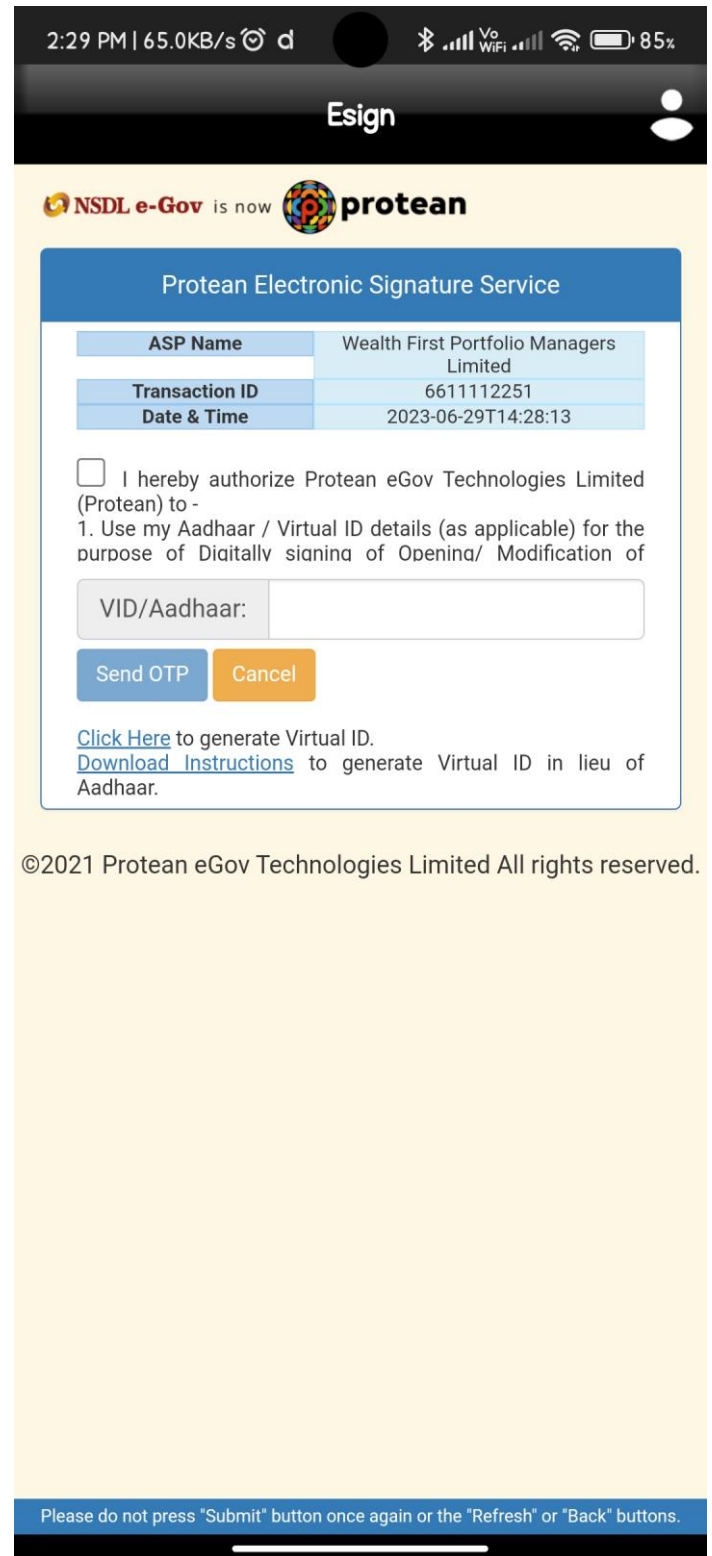 2:29 PM | 65.0KB/s d Vo WiFi 85%
Esign
NSDL e-Gov is now protean
Protean Electronic Signature Service
ASP Name Wealth First Portfolio Managers
Limited
Transaction ID 6611112251
Date & Time 2023-06-29T14:28:13
I hereby authorize Protean eGov Technologies Limited
(Protean) to -
1. Use my Aadhaar / Virtual ID details (as applicable) for the
purpose of Digitally signing of Opening/ Modification of
VID/Aadhaar:
Send OTP Cancel
Click Here to generate Virtual ID.
Download Instructions to generate Virtual ID in lieu of
Aadhaar.
©2021 Protean eGov Technologies Limited All rights reserved.
Please do not press "Submit" button once again or the "Refresh" or "Back" buttons.